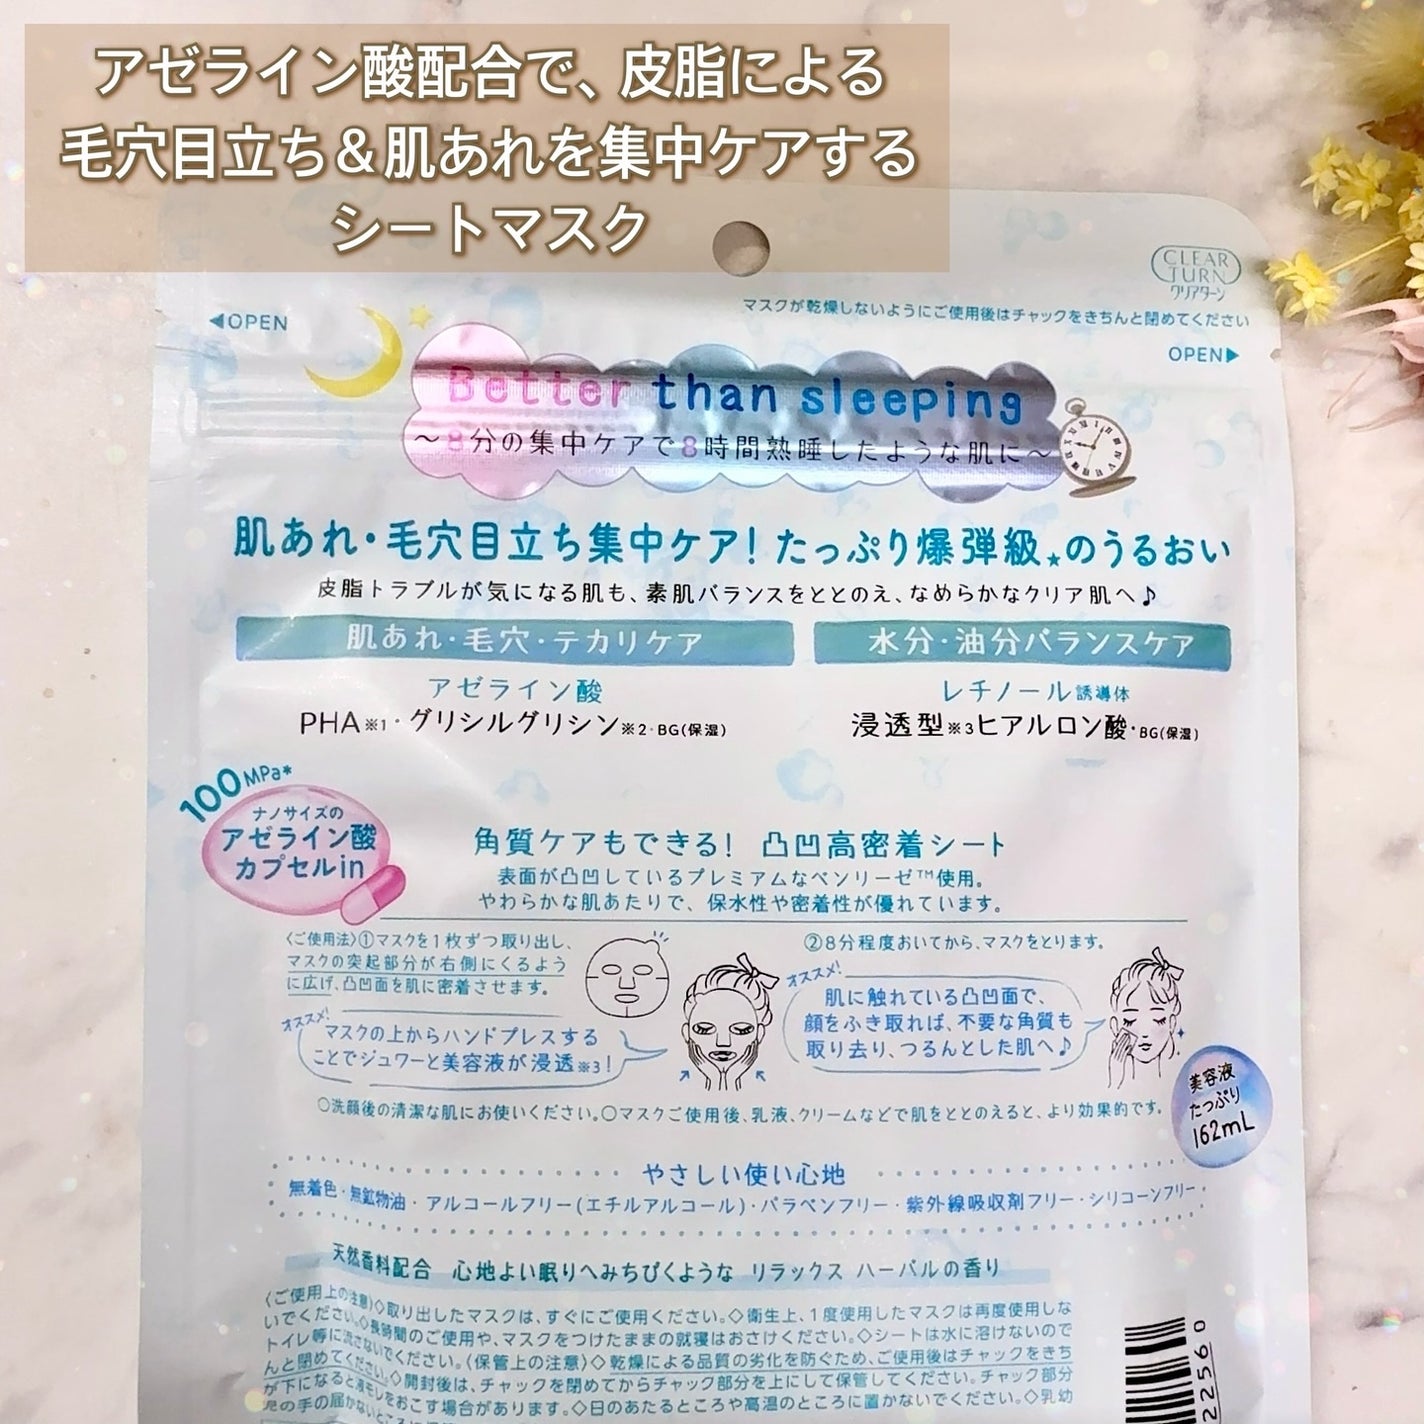 アゼライン酸配合で、皮脂による
毛穴目立ち＆肌あれを集中ケアする
シートマスク
CLEAR
TURN
クリアターン
マスクが乾燥しないようにご使用後はチャックをきちんと閉めてください
◀OPEN
OPEN▶
Better than sleeping
～8分の集中ケアで8時間熟睡したような肌に～
肌あれ・毛穴目立ち集中ケア！たっぷり爆弾級★のうるおい
皮脂トラブルが気になる肌も、素肌バランスをととのえ、なめらかなクリア肌へ♪
肌あれ・毛穴・テカリケア
アゼライン酸
PHA※1・グリシルグリシン※2・BG(保湿)
水分・油分バランスケア
レチノール誘導体
浸透型※3ヒアルロン酸・BG(保湿)
100MPa*
ナノサイズの
アゼライン酸
カプセルin
角質ケアもできる！ 凸凹高密着シート
表面が凸凹しているプレミアムなベンリーゼ™使用。
やわらかな肌あたりで、保水性や密着性が優れています。
〈ご使用法〉①マスクを1枚ずつ取り出し、
マスクの突起部分が右側にくるよう
に広げ、凸凹面を肌に密着させます。
オススメ!
マスクの上からハンドプレスする
ことでジュワーと美容液が浸透※3！
②8分程度おいてから、マスクをとります。
オススメ!
肌に触れている凸凹面で、
顔をふき取れば、不要な角質も
取り去り、つるんとした肌へ♪
美容液
たっぷり
162mL
○洗顔後の清潔な肌にお使いください。○マスクご使用後、乳液、クリームなどで肌をととのえると、より効果的です。
やさしい使い心地
無着色・無鉱物油・アルコールフリー(エチルアルコール)・パラベンフリー・紫外線吸収剤フリー・シリコーンフリー
天然香料配合 心地よい眠りへみちびくような リラックス ハーバルの香り
〈ご使用上の注意〉◇取り出したマスクは、すぐにご使用ください。◇衛生上、1度使用したマスクは再度使用しな
いでください。◇長時間のご使用や、マスクをつけたままの就寝はおさけください。◇シートは水に溶けないので
トイレ等に流さないでください。〈保管上の注意〉◇乾燥による品質の劣化を防ぐため、ご使用後はチャックをきち
んと閉めてください。◇開封後は、チャックを閉めてからチャック部分を上にして保管してください。チャック部分
が下になると液モレをおこす場合があります。◇日のあたるところや高温のところに置かないでください。◇乳幼
児の手の届かないところに
22560